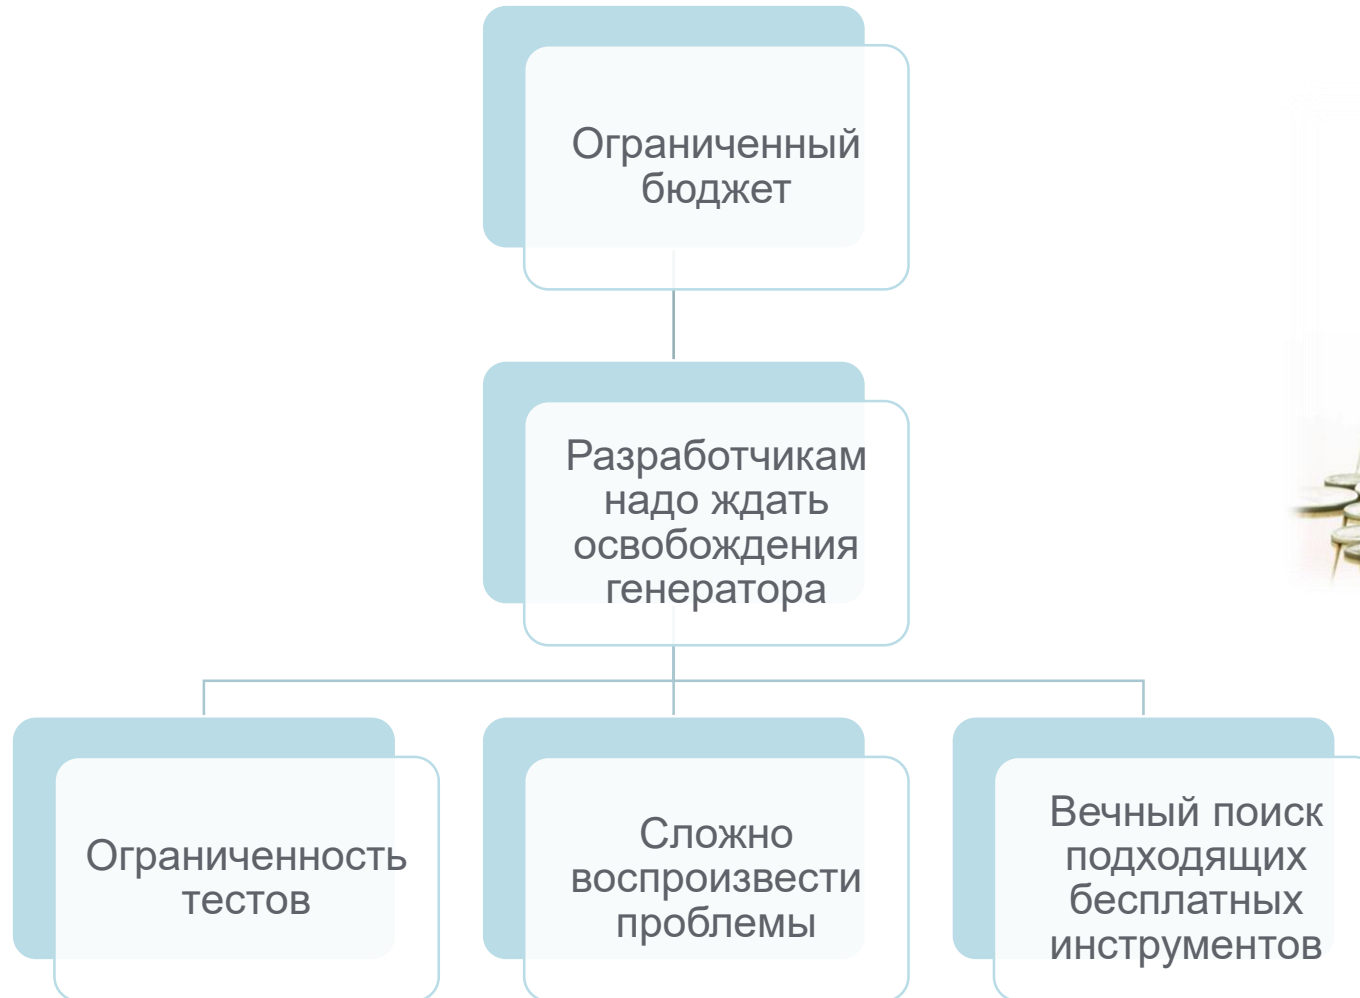 Ограниченный
бюджет
Разработчикам
надо ждать
освобождения
генератора
Ограниченность
тестов
Сложно
воспроизвести
проблемы
Вечный поиск
подходящих
бесплатных
инструментов